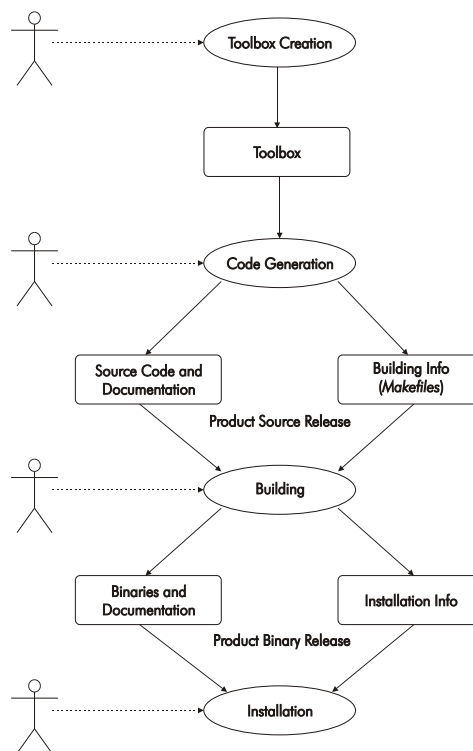 Toolbox Creation
Toolbox
Code Generation
Source Code and
Documentation
Building Info
(Makefiles)
Product Source Release
Building
Binaries and
Documentation
Installation Info
Product Binary Release
Installation